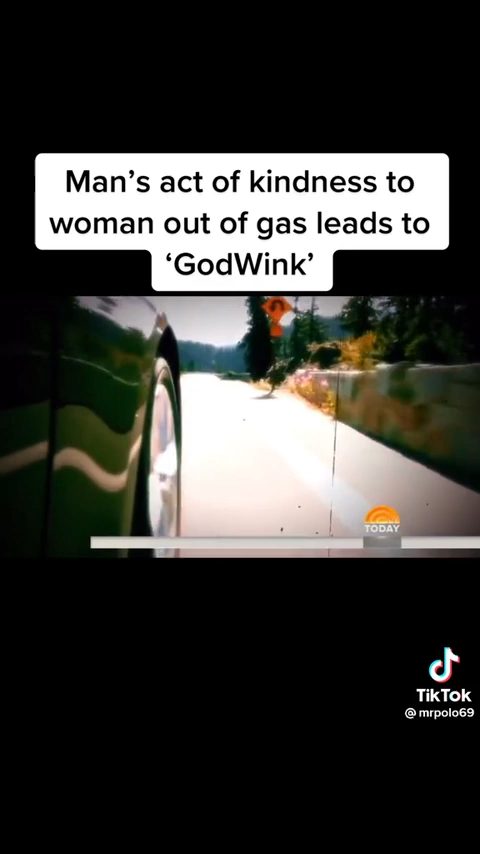 Man’s act of kindness to
woman out of gas leads to
‘GodWink’
TODAY
TikTok
@ mrpolo69